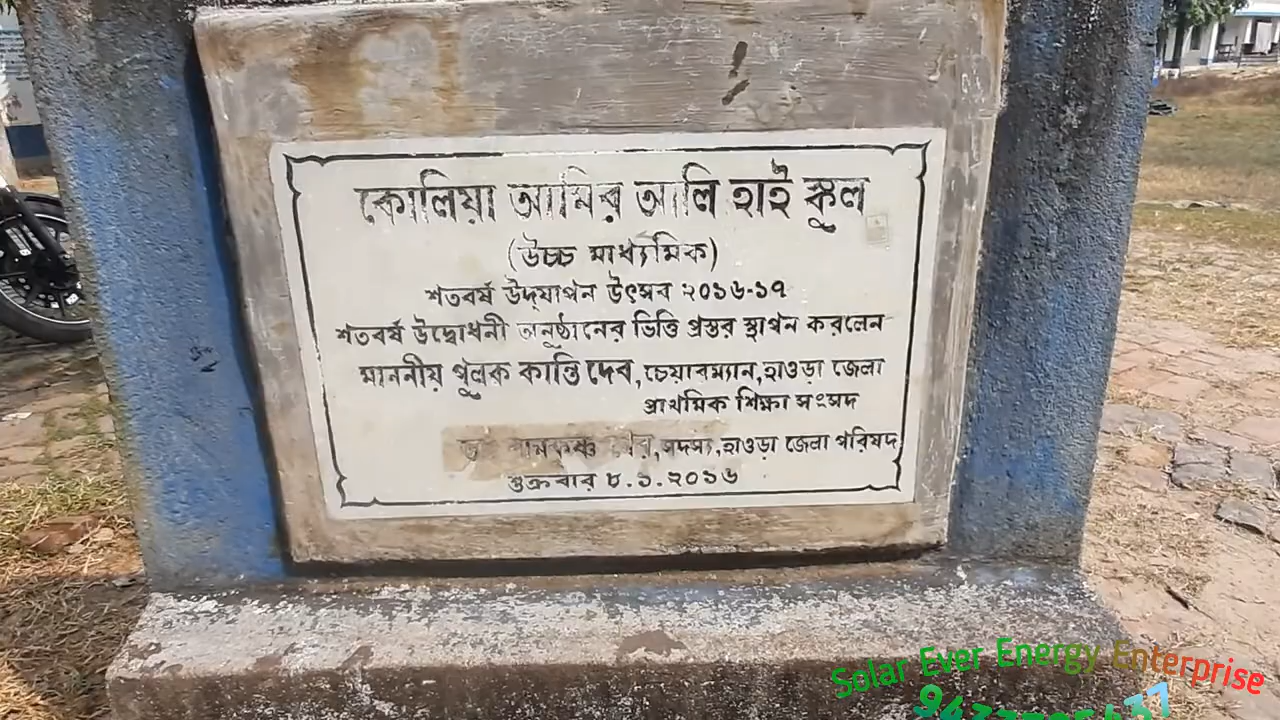 কোলিয়া আমির আলি হাই স্কুল
(উচ্চ মাধ্যমিক)
শতবর্ষ উদ্‌যাপন উৎসব ২০১৬-১৭
শতবর্ষ উদ্বোধনী অনুষ্ঠানের ভিত্তি প্রস্তর স্থাপন করলেন
মাননীয় পুলক কান্তি দেব, চেয়ারম্যান, হাওড়া জেলা
প্রাথমিক শিক্ষা সংসদ
সদস্য, হাওড়া জেলা পরিষদ
শুক্রবার ৮.১.২০১৬
Solar Ever Energy Enterprise